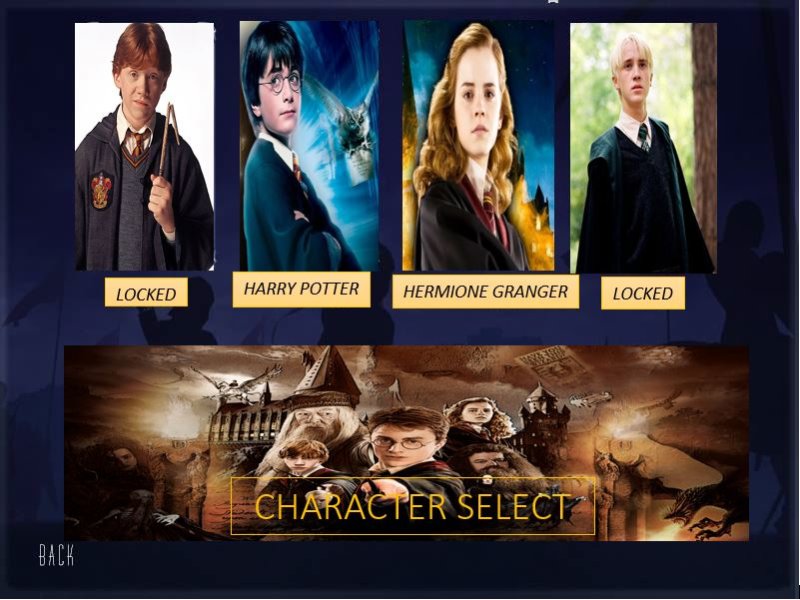 LOCKED
HARRY POTTER
HERMIONE GRANGER
LOCKED
CHARACTER SELECT
BACK